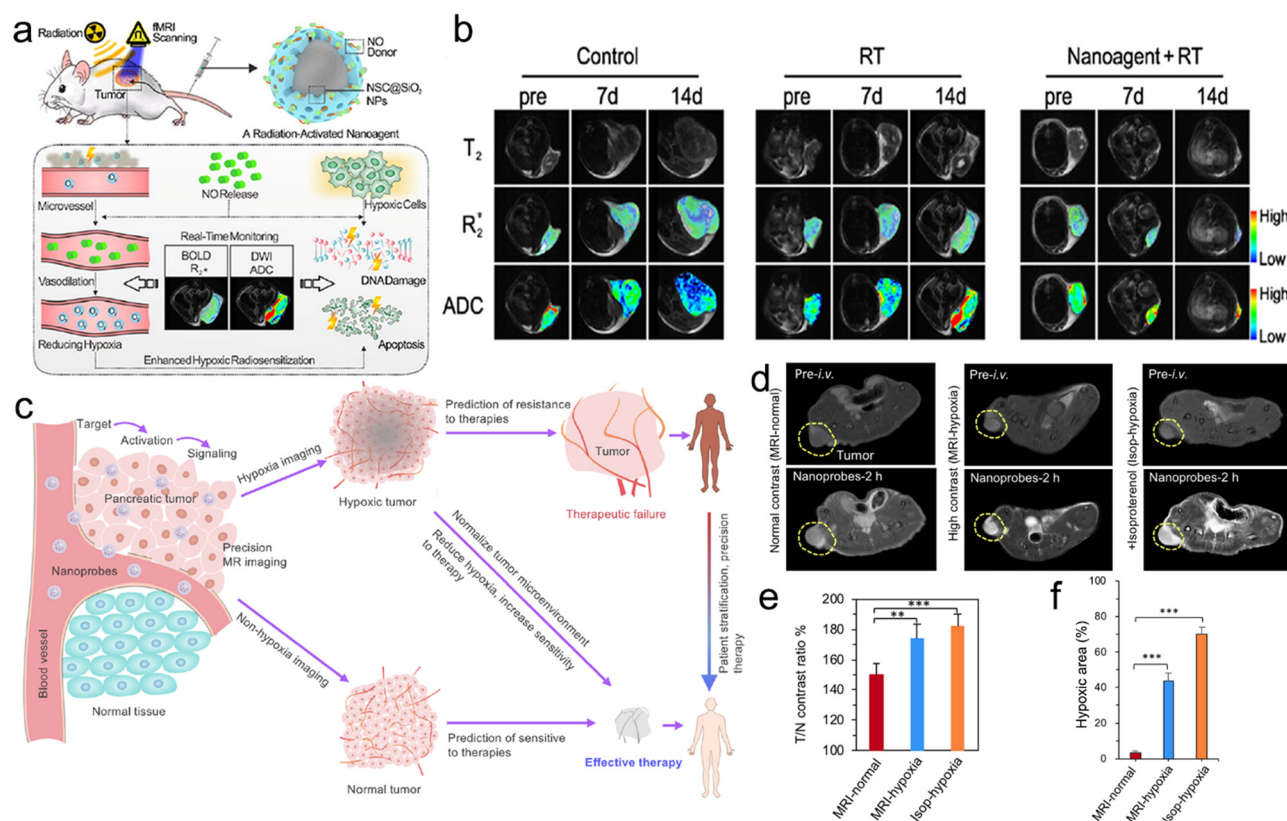 a
Radiation
fMRI
Scanning
Tumor
NO
Donor
NSC@SiO2
NPs
A Radiation-Activated Nanoagent
Microvessel
NO Release
Hypoxic Cells
Real-Time Monitoring
BOLD
R2*
DWI
ADC
Vasodilation
DNA Damage
Reducing Hypoxia
Apoptosis
Enhanced Hypoxic Radiosensitization
b
Control
RT
Nanoagent + RT
pre 7d 14d
pre 7d 14d
pre 7d 14d
T2
R2*
High
Low
ADC
High
Low
c
Target
Activation
Signaling
Pancreatic tumor
Precision
MR imaging
Nanoprobes
Blood vessel
Normal tissue
Hypoxia imaging
Non-hypoxia imaging
Hypoxic tumor
Prediction of resistance
to therapies
Tumor
Therapeutic failure
Normalize tumor microenvironment
Reduce hypoxia, increase sensitivity
to therapy
Patient stratification, precision
therapy
Normal tumor
Prediction of sensitive
to therapies
Effective therapy
d
Normal contrast (MRI-normal)
Pre-i.v.
Tumor
Nanoprobes-2 h
High contrast (MRI-hypoxia)
Pre-i.v.
Nanoprobes-2 h
+Isoproterenol (Isop-hypoxia)
Pre-i.v.
Nanoprobes-2 h
e
T/N contrast ratio %
200
180
160
140
120
100
**
***
MRI-normal
MRI-hypoxia
Isop-hypoxia
f
Hypoxic area (%)
100
80
60
40
20
0
***
***
MRI-normal
MRI-hypoxia
Isop-hypoxia